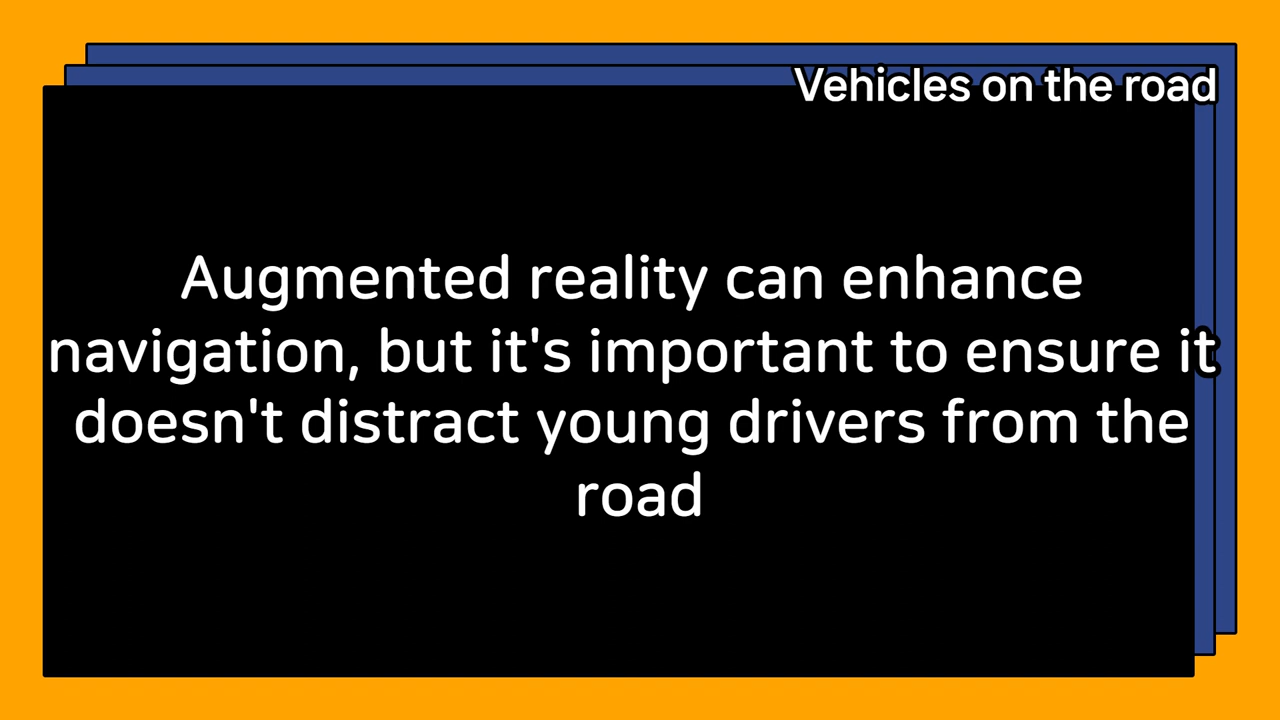 Vehicles on the road
Augmented reality can enhance
navigation, but it's important to ensure it
doesn't distract young drivers from the
road